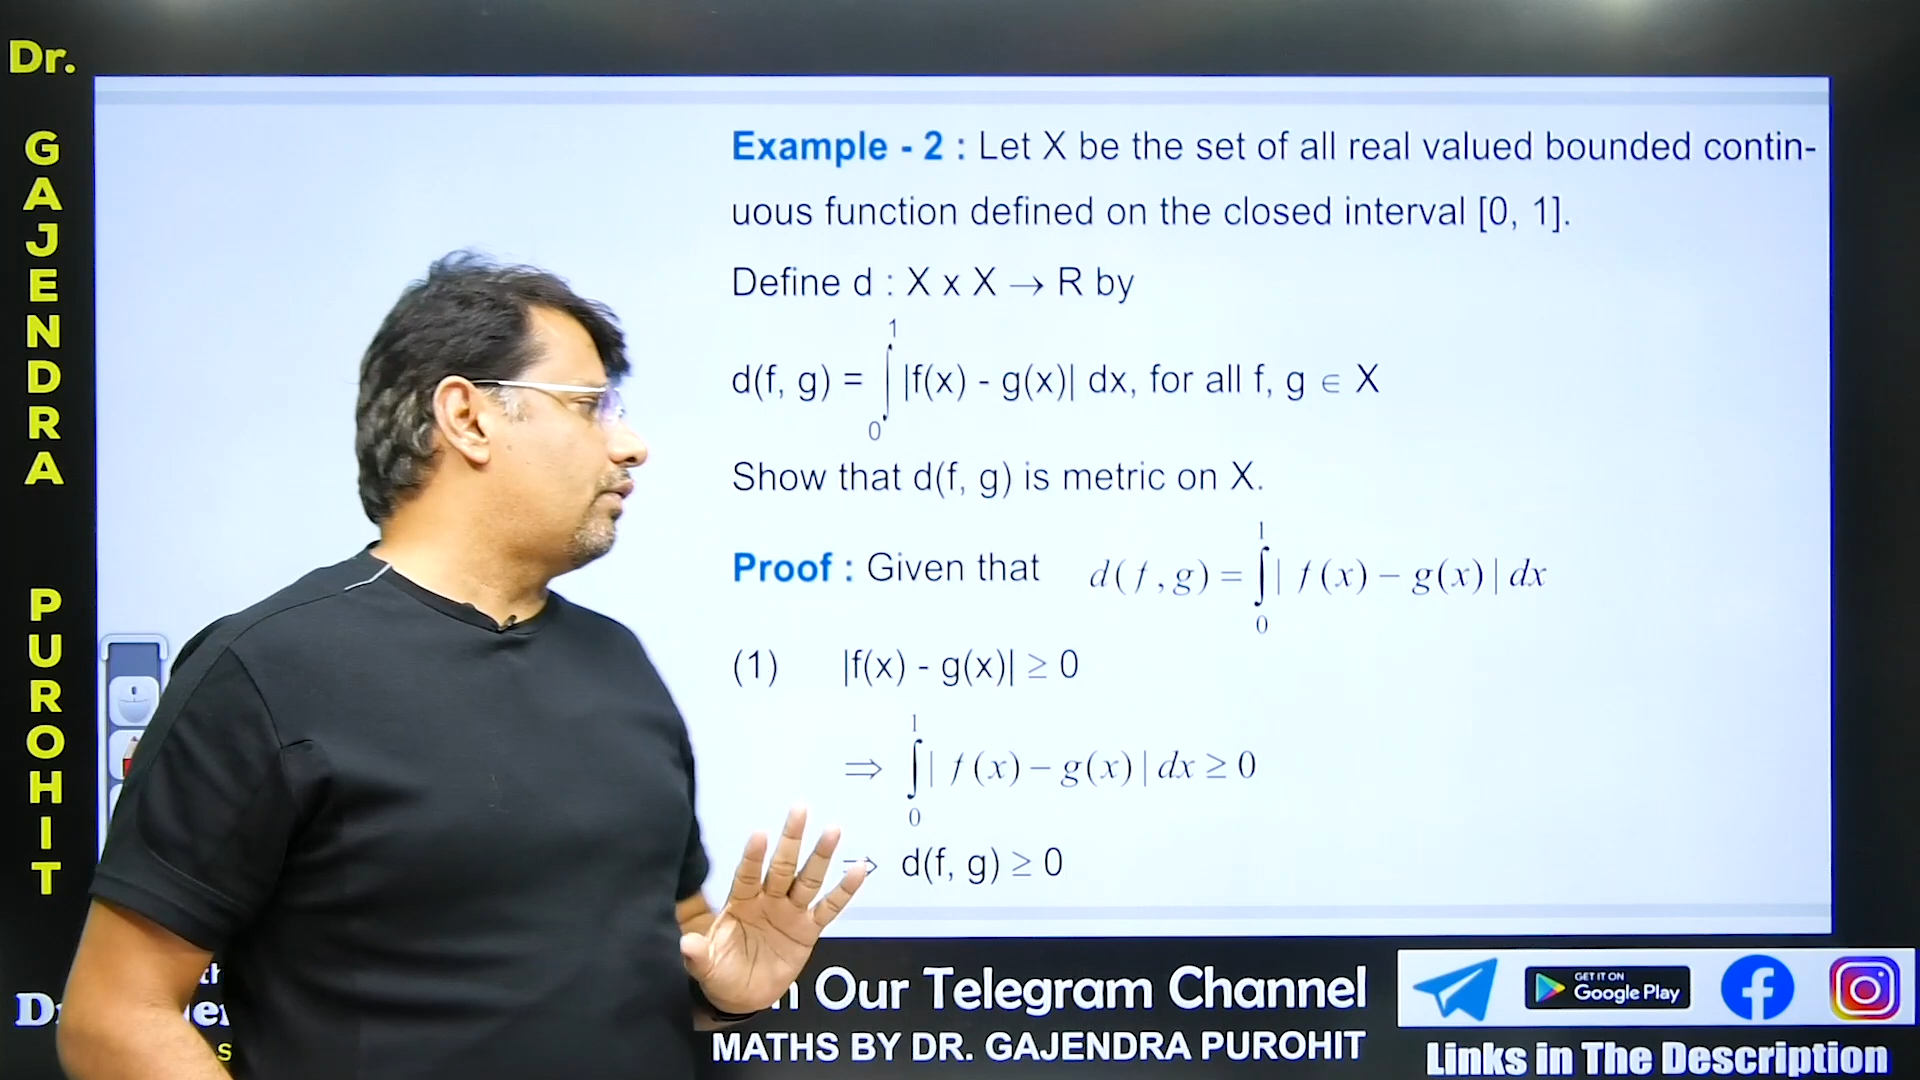 Dr.
GAJENDRA
PUROHIT
Example - 2 : Let X be the set of all real valued bounded contin-
uous function defined on the closed interval [0, 1].
Define d : X x X → R by
d(f, g) = ∫₀¹ |f(x) - g(x)| dx, for all f, g ∈ X
Show that d(f, g) is metric on X.
Proof : Given that d(f, g) = ∫₀¹ | f(x) − g(x) | dx
(1) |f(x) - g(x)| ≥ 0
⇒ ∫₀¹ | f(x) − g(x) | dx ≥ 0
⇒ d(f, g) ≥ 0
Our Telegram Channel
MATHS BY DR. GAJENDRA PUROHIT
GET IT ON
Google Play
Links in The Description